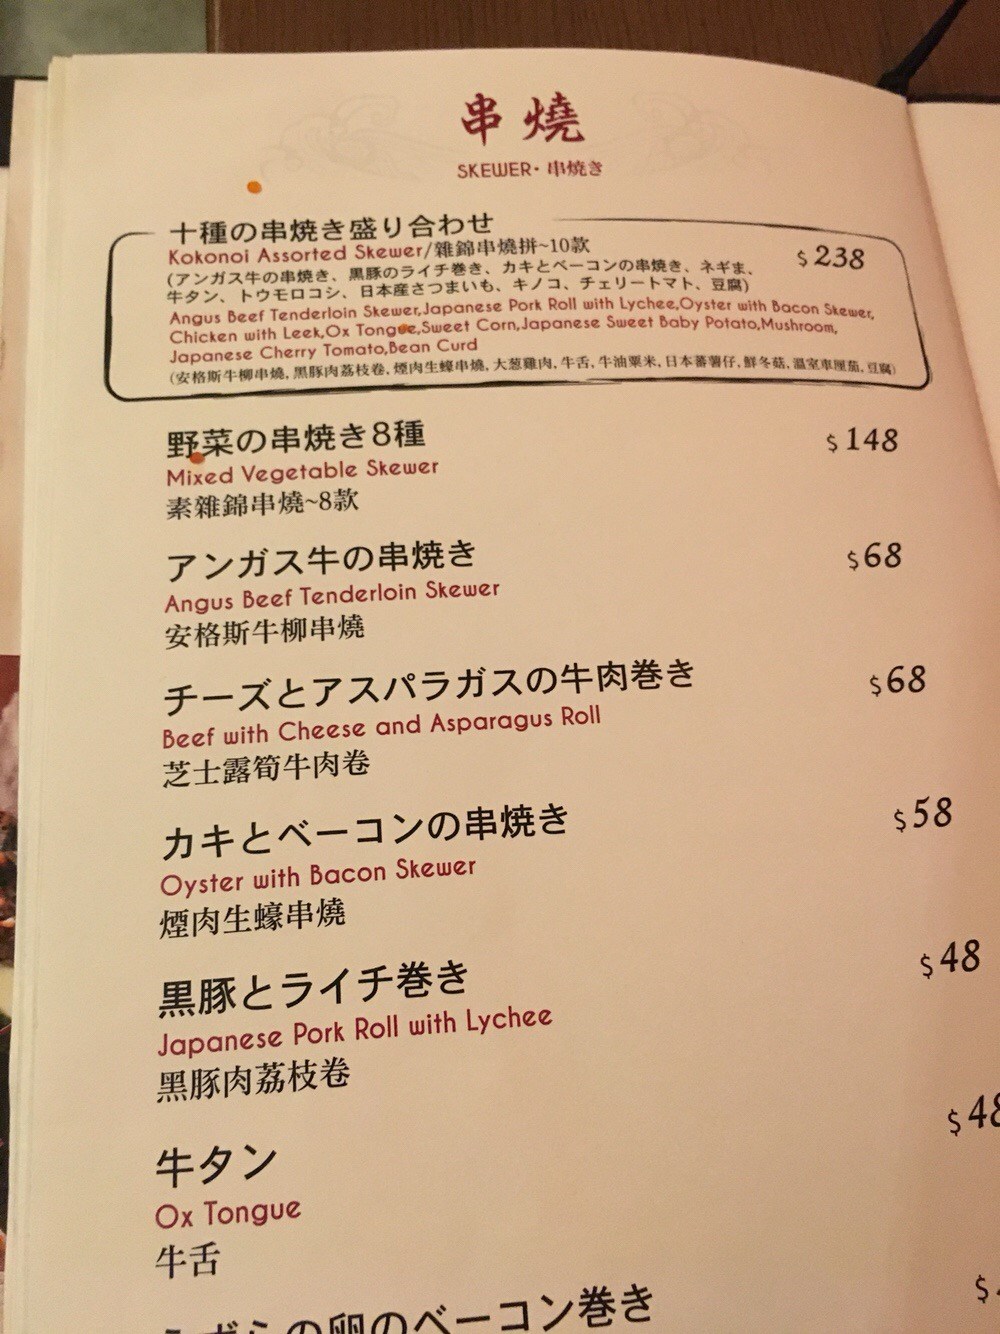 串燒
SKEWER・串焼き
十種の串焼き盛り合わせ
Kokonoi Assorted Skewer/雜錦串燒拼~10款
$238
(アンガス牛の串焼き、黒豚のライチ巻き、カキとベーコンの串焼き、ネギま、
牛タン、トウモロコシ、日本産さつまいも、キノコ、チェリートマト、豆腐)
Angus Beef Tenderloin Skewer,Japanese Pork Roll with Lychee,Oyster with Bacon Skewer,
Chicken with Leek,Ox Tongue,Sweet Corn,Japanese Sweet Baby Potato,Mushroom,
Japanese Cherry Tomato,Bean Curd
(安格斯牛柳串燒, 黑豚肉荔枝卷, 煙肉生蠔串燒, 大葱雞肉, 牛舌, 牛油粟米, 日本蕃薯仔, 鮮冬菇, 溫室車厘茄, 豆腐)
野菜の串焼き8種
$148
Mixed Vegetable Skewer
素雜錦串燒~8款
アンガス牛の串焼き
$68
Angus Beef Tenderloin Skewer
安格斯牛柳串燒
チーズとアスパラガスの牛肉巻き
$68
Beef with Cheese and Asparagus Roll
芝士露筍牛肉卷
カキとベーコンの串焼き
$58
Oyster with Bacon Skewer
煙肉生蠔串燒
黒豚とライチ巻き
$48
Japanese Pork Roll with Lychee
黑豚肉荔枝卷
牛タン
$48
Ox Tongue
牛舌
うずらの卵のベーコン巻き